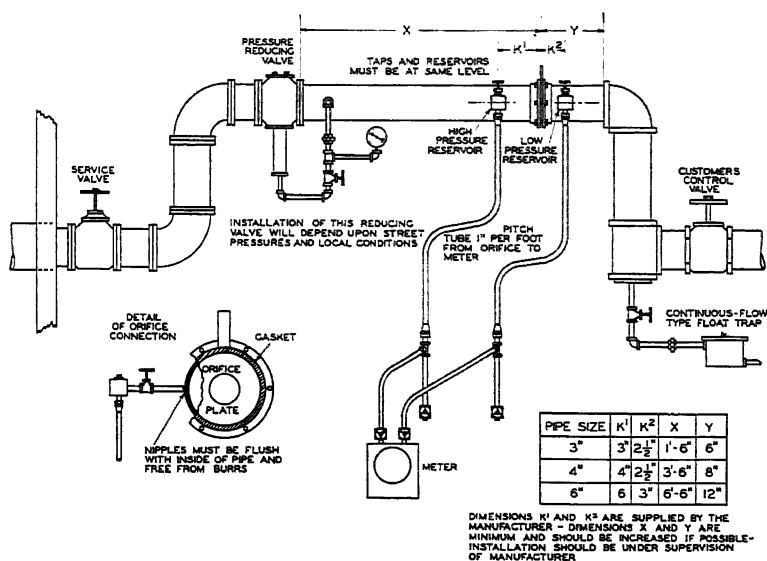 X
Y
K¹ K²
PRESSURE
REDUCING
VALVE
TAPS AND RESERVOIRS
MUST BE AT SAME LEVEL
HIGH
PRESSURE
RESERVOIR
LOW
PRESSURE
RESERVOIR
SERVICE
VALVE
CUSTOMERS
CONTROL
VALVE
INSTALLATION OF THIS REDUCING
VALVE WILL DEPEND UPON STREET
PRESSURES AND LOCAL CONDITIONS
PITCH
TUBE 1" PER FOOT
FROM ORIFICE TO
METER
CONTINUOUS-FLOW
TYPE FLOAT TRAP
DETAIL
OF ORIFICE
CONNECTION
GASKET
ORIFICE
PLATE
NIPPLES MUST BE FLUSH
WITH INSIDE OF PIPE AND
FREE FROM BURRS
METER
PIPE SIZE K¹ K² X Y
3" 3" 2½" 1'-6" 6"
4" 4" 2½" 3'-6" 8"
6" 6 3" 6'-6" 12"
DIMENSIONS K¹ AND K² ARE SUPPLIED BY THE
MANUFACTURER - DIMENSIONS X AND Y ARE
MINIMUM AND SHOULD BE INCREASED IF POSSIBLE-
INSTALLATION SHOULD BE UNDER SUPERVISION
OF MANUFACTURER